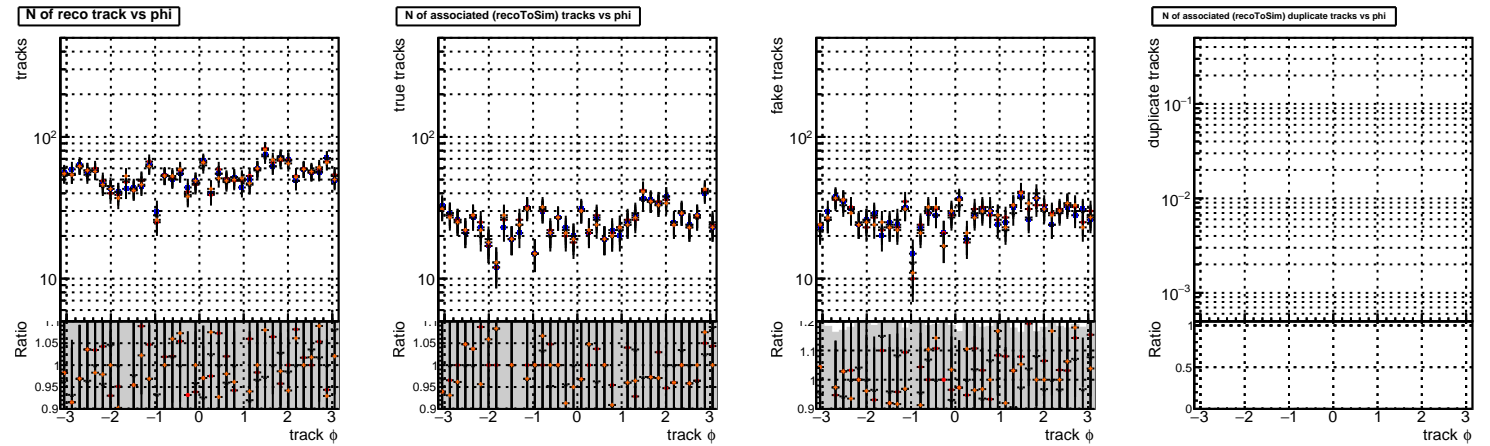 N of reco track vs phi
tracks
10²
10
Ratio
1.1
1.05
1
0.95
0.9
−3 −2 −1 0 1 2 3
track ϕ
N of associated (recoToSim) tracks vs phi
true tracks
10²
10
Ratio
1.1
1.05
1
0.95
0.9
−3 −2 −1 0 1 2 3
track ϕ
fake tracks
10²
10
Ratio
1.2
1.1
1
0.9
−3 −2 −1 0 1 2 3
track ϕ
N of associated (recoToSim) duplicate tracks vs phi
duplicate tracks
10⁻¹
10⁻²
10⁻³
Ratio
1
0.5
0
−3 −2 −1 0 1 2 3
track ϕ